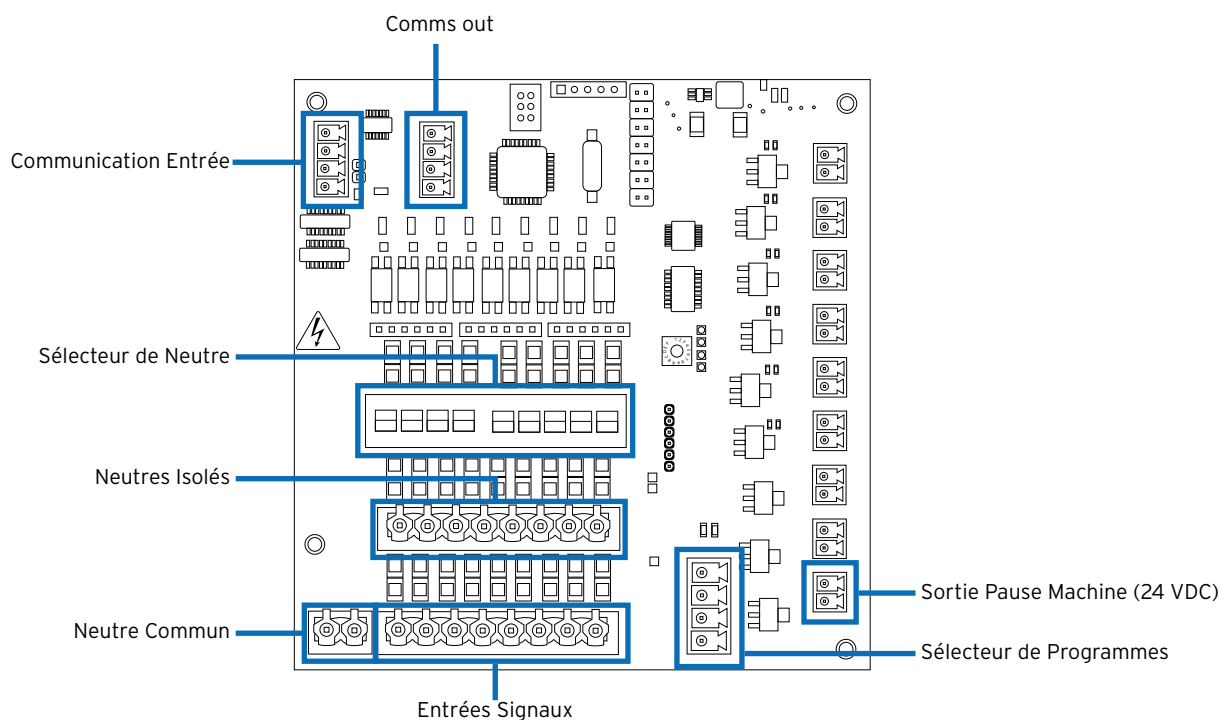 Comms out
Communication Entrée
Sélecteur de Neutre
Neutres Isolés
Sortie Pause Machine (24 VDC)
Neutre Commun
Sélecteur de Programmes
Entrées Signaux